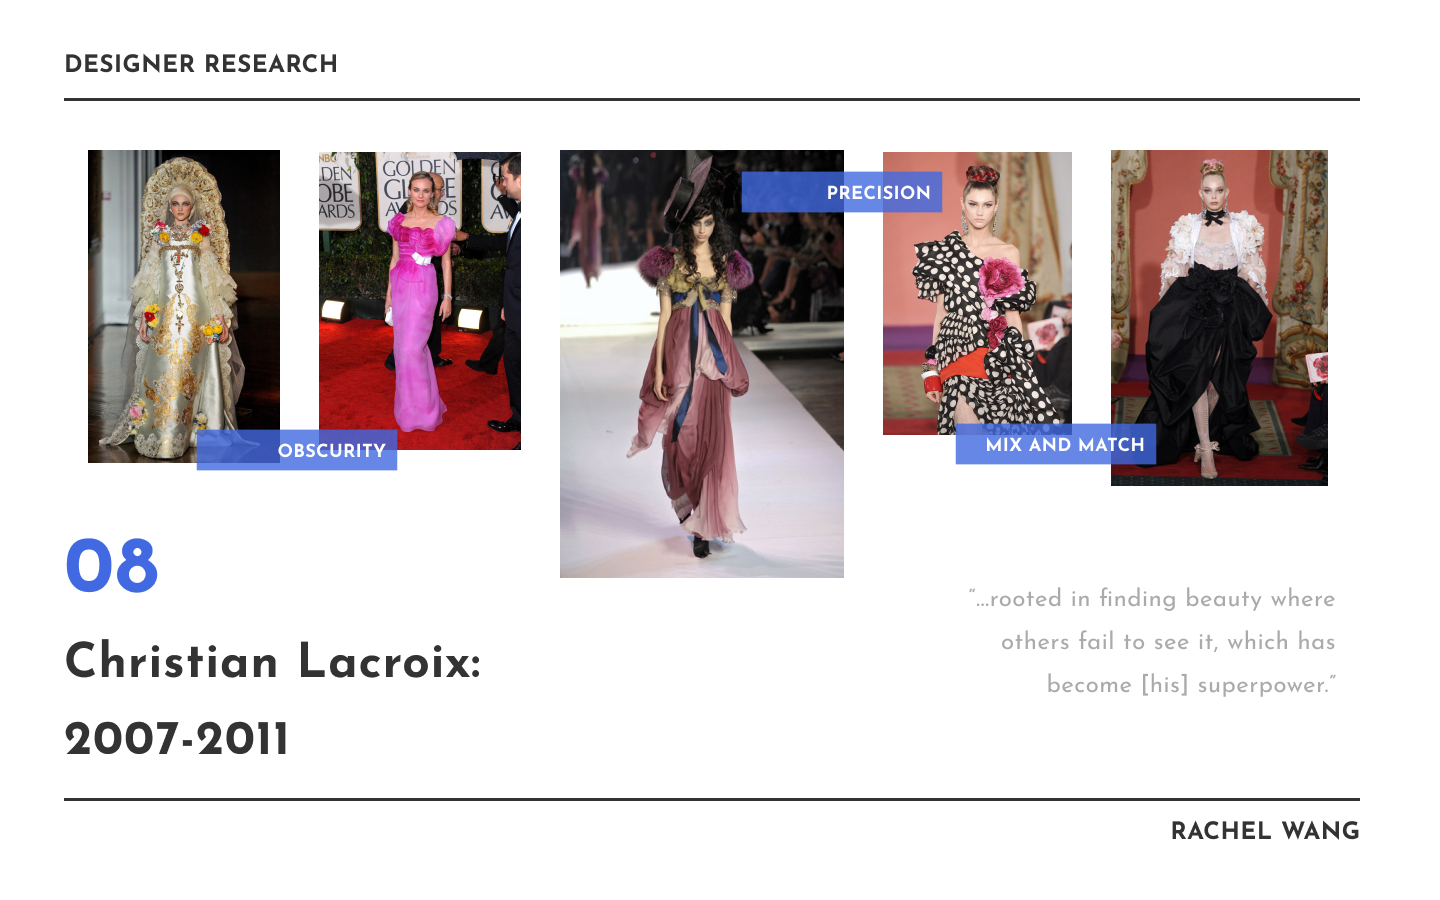 DESIGNER RESEARCH
NBC
GOLDEN
GLOBE
AWARDS
PRECISION
OBSCURITY
MIX AND MATCH
08
Christian Lacroix:
2007-2011
“...rooted in finding beauty where
others fail to see it, which has
become [his] superpower.”
RACHEL WANG